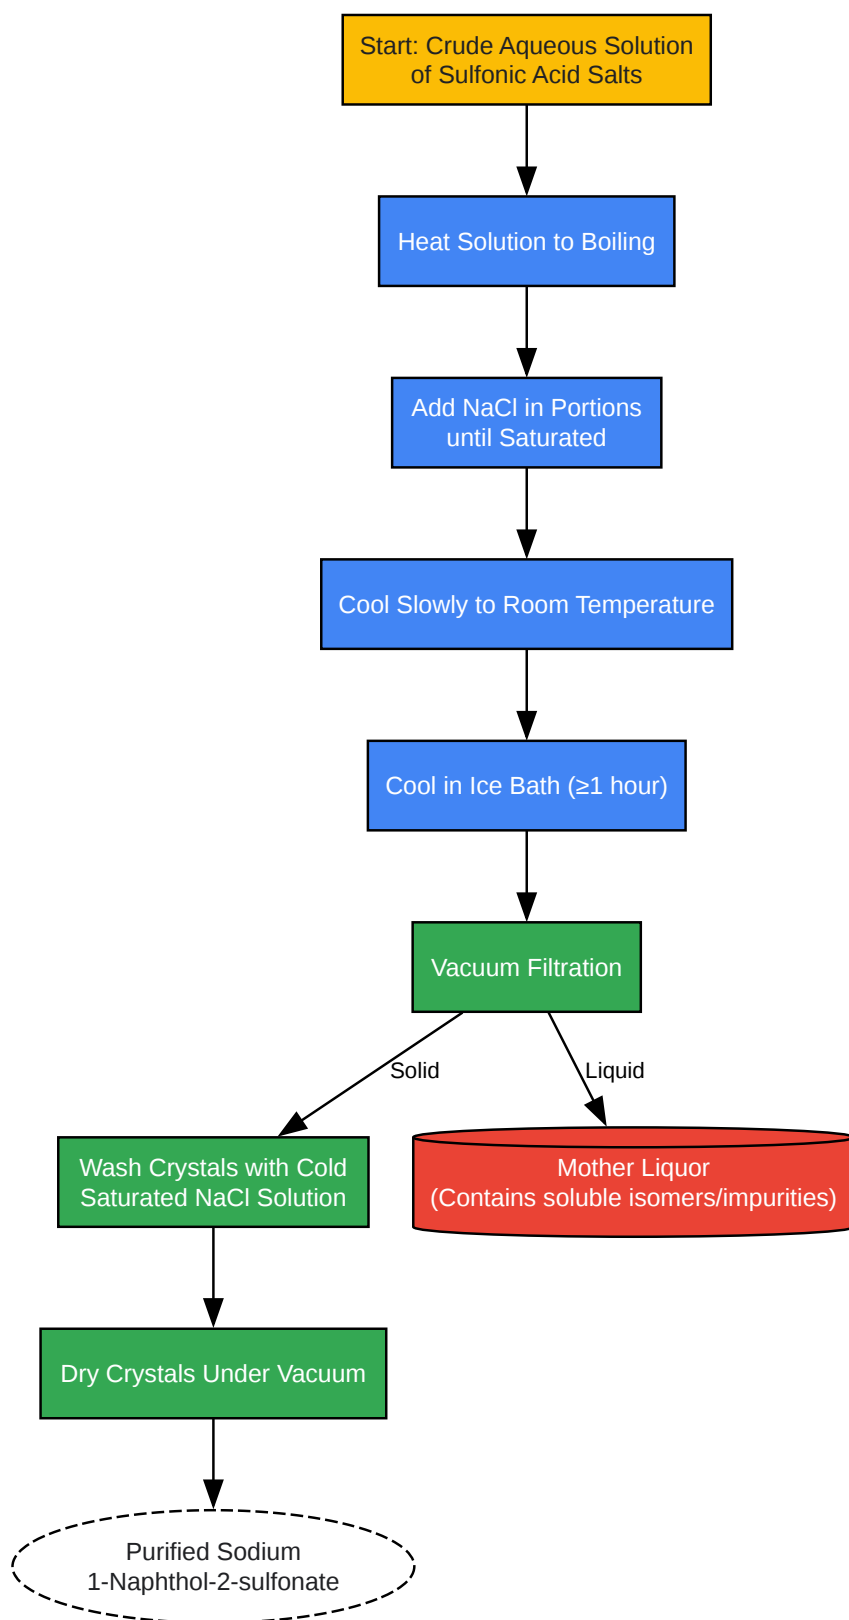 Start: Crude Aqueous Solution
of Sulfonic Acid Salts
Heat Solution to Boiling
Add NaCl in Portions
until Saturated
Cool Slowly to Room Temperature
Cool in Ice Bath (≥1 hour)
Vacuum Filtration
Solid
Liquid
Wash Crystals with Cold
Saturated NaCl Solution
Mother Liquor
(Contains soluble isomers/impurities)
Dry Crystals Under Vacuum
Purified Sodium
1-Naphthol-2-sulfonate